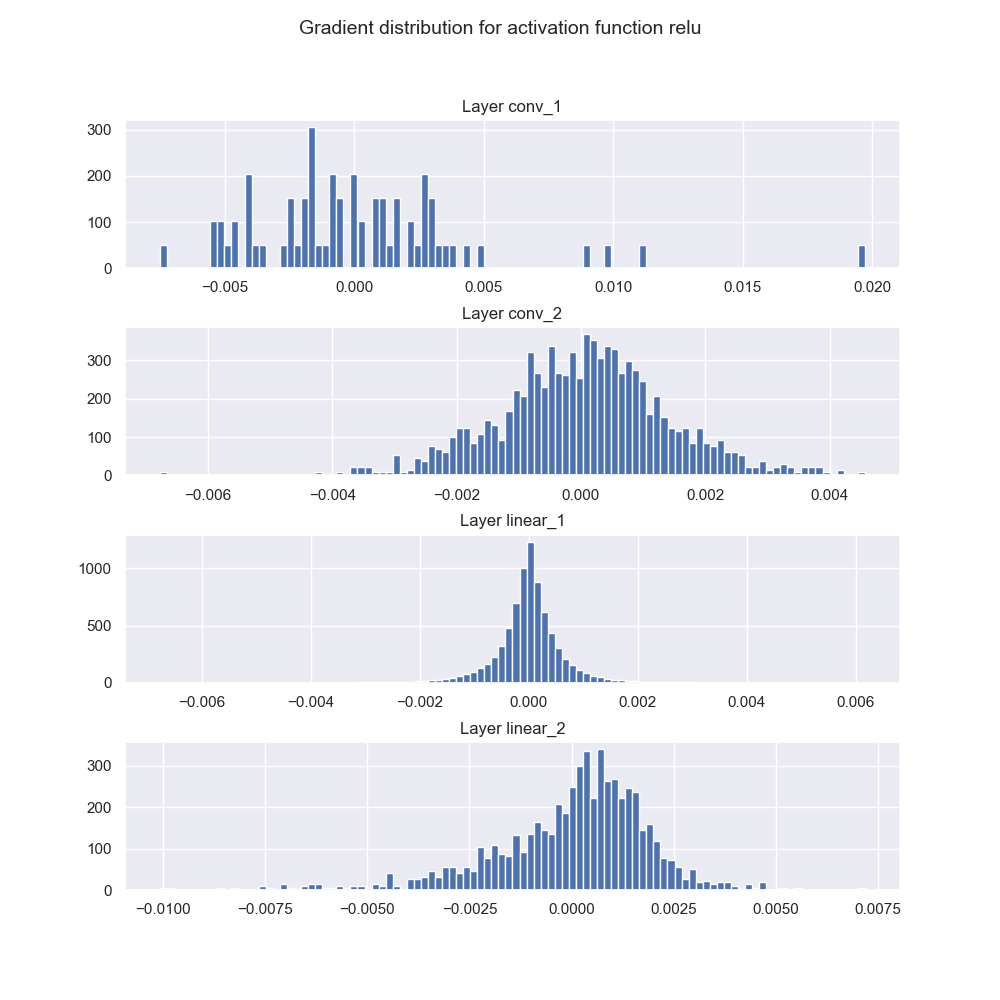 Gradient distribution for activation function relu
Layer conv_1
300
200
100
0
−0.005 0.000 0.005 0.010 0.015 0.020
Layer conv_2
300
200
100
0
−0.006 −0.004 −0.002 0.000 0.002 0.004
Layer linear_1
1000
500
0
−0.006 −0.004 −0.002 0.000 0.002 0.004 0.006
Layer linear_2
300
200
100
0
−0.0100 −0.0075 −0.0050 −0.0025 0.0000 0.0025 0.0050 0.0075